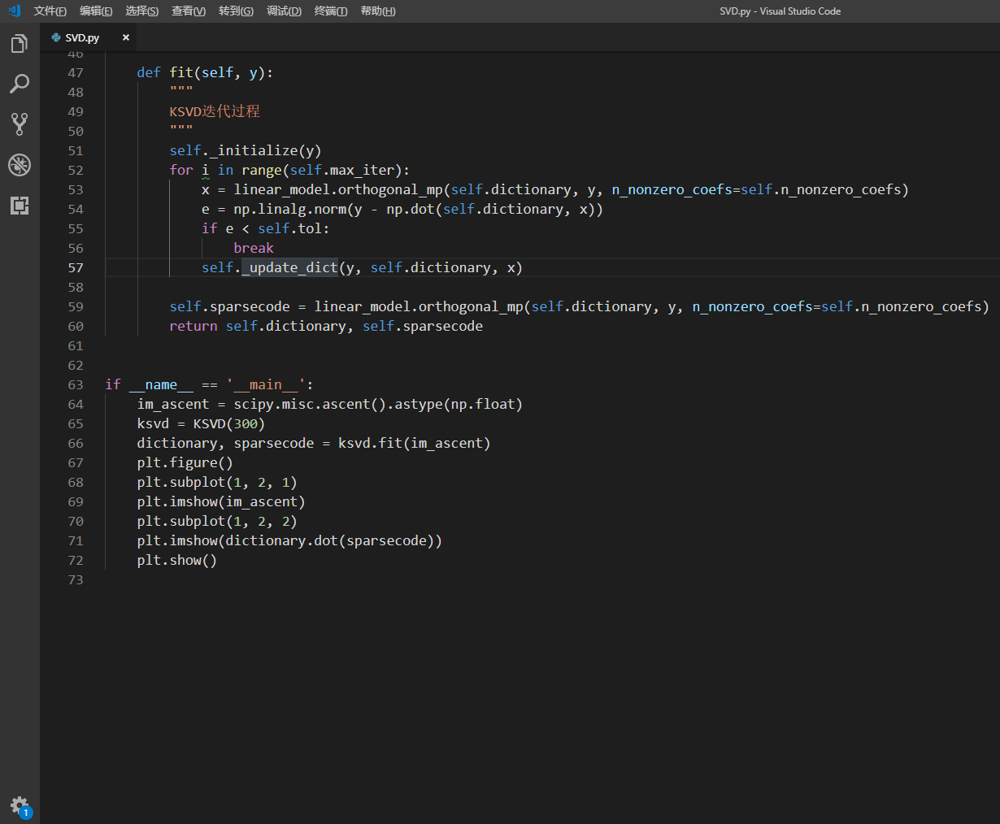 文件(F) 编辑(E) 选择(S) 查看(V) 转到(G) 调试(D) 终端(T) 帮助(H) SVD.py - Visual Studio Code
SVD.py ×
46
47 def fit(self, y):
48 """
49 KSVD迭代过程
50 """
51 self._initialize(y)
52 for i in range(self.max_iter):
53 x = linear_model.orthogonal_mp(self.dictionary, y, n_nonzero_coefs=self.n_nonzero_coefs)
54 e = np.linalg.norm(y - np.dot(self.dictionary, x))
55 if e < self.tol:
56 break
57 self._update_dict(y, self.dictionary, x)
58
59 self.sparsecode = linear_model.orthogonal_mp(self.dictionary, y, n_nonzero_coefs=self.n_nonzero_coefs)
60 return self.dictionary, self.sparsecode
61
62
63 if __name__ == '__main__':
64 im_ascent = scipy.misc.ascent().astype(np.float)
65 ksvd = KSVD(300)
66 dictionary, sparsecode = ksvd.fit(im_ascent)
67 plt.figure()
68 plt.subplot(1, 2, 1)
69 plt.imshow(im_ascent)
70 plt.subplot(1, 2, 2)
71 plt.imshow(dictionary.dot(sparsecode))
72 plt.show()
73
1